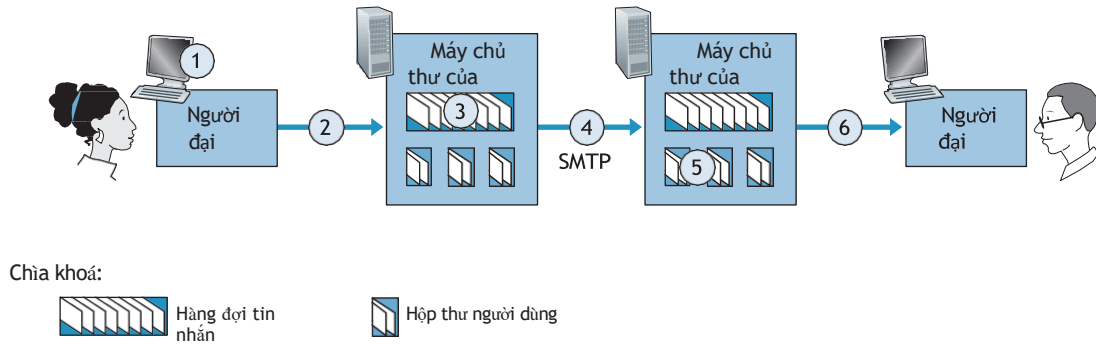 1
Người
đại
2
Máy chủ
thư của
3
4
SMTP
Máy chủ
thư của
5
6
Người
đại
Chìa khoá:
Hàng đợi tin
nhắn
Hộp thư người dùng